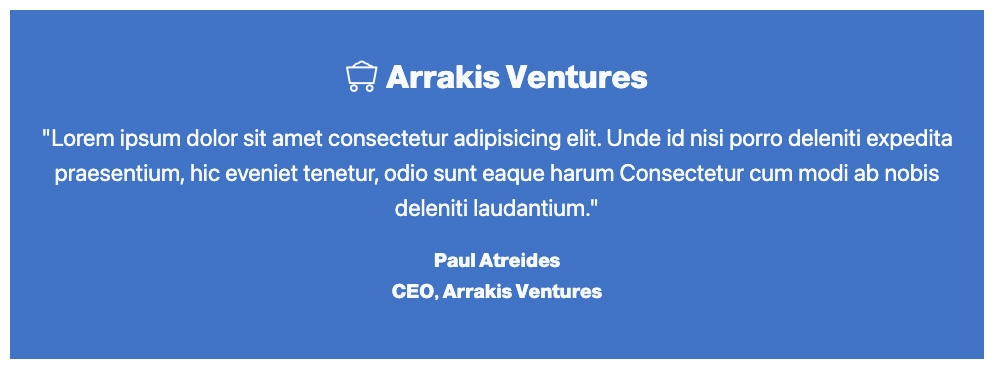 Arrakis Ventures
"Lorem ipsum dolor sit amet consectetur adipisicing elit. Unde id nisi porro deleniti expedita
praesentium, hic eveniet tenetur, odio sunt eaque harum Consectetur cum modi ab nobis
deleniti laudantium."
Paul Atreides
CEO, Arrakis Ventures